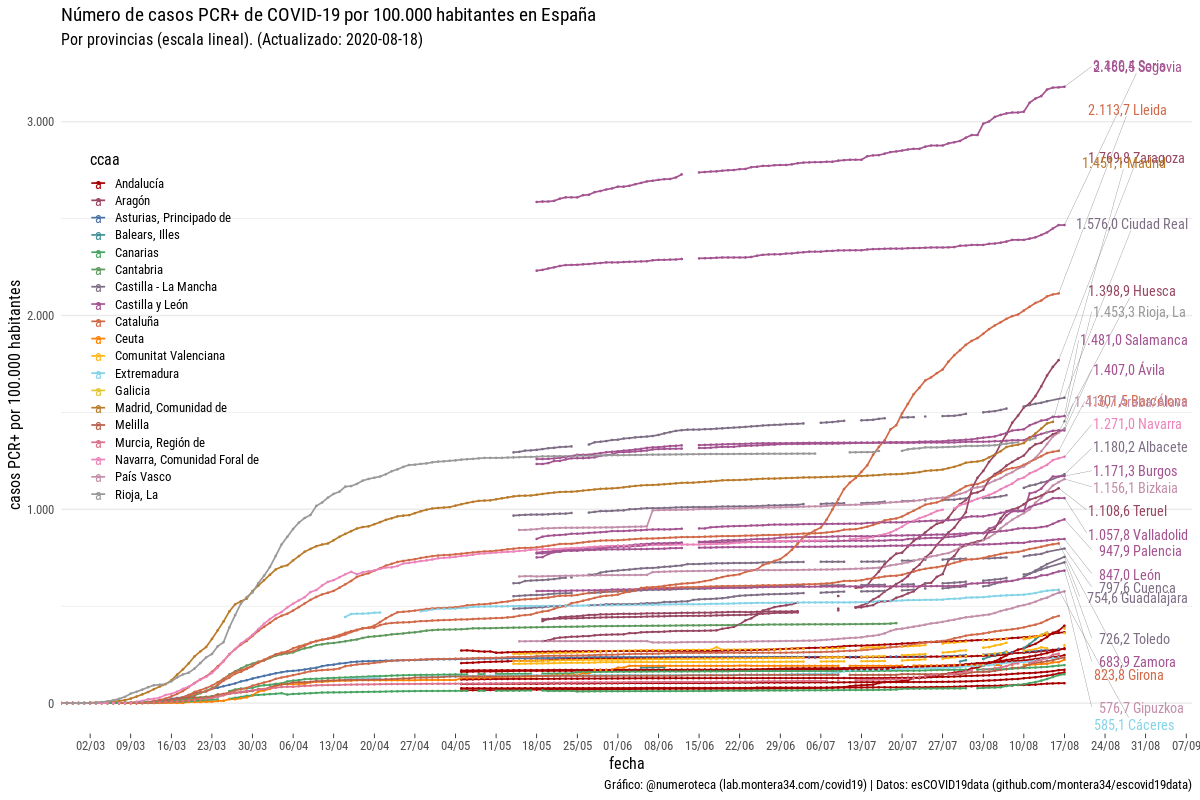 Número de casos PCR+ de COVID-19 por 100.000 habitantes en España
Por provincias (escala lineal). (Actualizado: 2020-08-18)
casos PCR+ por 100.000 habitantes
3.000
2.000
1.000
0
ccaa
Andalucía
Aragón
Asturias, Principado de
Balears, Illes
Canarias
Cantabria
Castilla - La Mancha
Castilla y León
Cataluña
Ceuta
Comunitat Valenciana
Extremadura
Galicia
Madrid, Comunidad de
Melilla
Murcia, Región de
Navarra, Comunidad Foral de
País Vasco
Rioja, La
Segovia
2.113,7 Lleida
1.769,8 Zaragoza
1.451,1 Madrid
1.576,0 Ciudad Real
1.398,9 Huesca
1.453,3 Rioja, La
1.481,0 Salamanca
1.407,0 Ávila
Barcelona
1.271,0 Navarra
1.180,2 Albacete
1.171,3 Burgos
1.156,1 Bizkaia
1.108,6 Teruel
1.057,8 Valladolid
947,9 Palencia
847,0 León
797,6 Cuenca
754,6 Guadalajara
726,2 Toledo
683,9 Zamora
823,8 Girona
576,7 Gipuzkoa
585,1 Cáceres
02/03 09/03 16/03 23/03 30/03 06/04 13/04 20/04 27/04 04/05 11/05 18/05 25/05 01/06 08/06 15/06 22/06 29/06 06/07 13/07 20/07 27/07 03/08 10/08 17/08 24/08 31/08 07/09
fecha
Gráfico: @numeroteca (lab.montera34.com/covid19) | Datos: esCOVID19data (github.com/montera34/escovid19data)